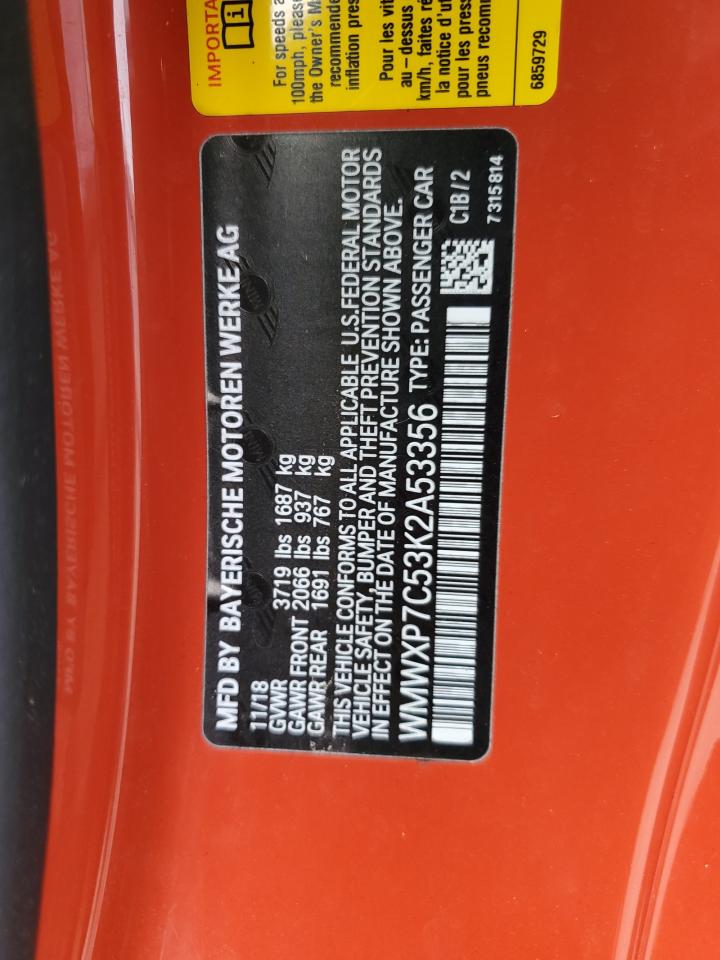 MFD BY BAYERISCHE MOTOREN WERKE AG
11/18
GVWR 3719 lbs 1687 kg
GAWR FRONT 2066 lbs 937 kg
GAWR REAR 1691 lbs 767 kg
THIS VEHICLE CONFORMS TO ALL APPLICABLE U.S.FEDERAL MOTOR
VEHICLE SAFETY, BUMPER AND THEFT PREVENTION STANDARDS
IN EFFECT ON THE DATE OF MANUFACTURE SHOWN ABOVE.
WMWXP7C53K2A53356 TYPE: PASSENGER CAR
C1B/2
7315814
IMPORTA
For speeds a
100mph, please
the Owner's M
recommende
inflation pres
Pour les vit
au-dessus
km/h, faites ré
la notice d'ut
pour les press
pneus recomm
6859729